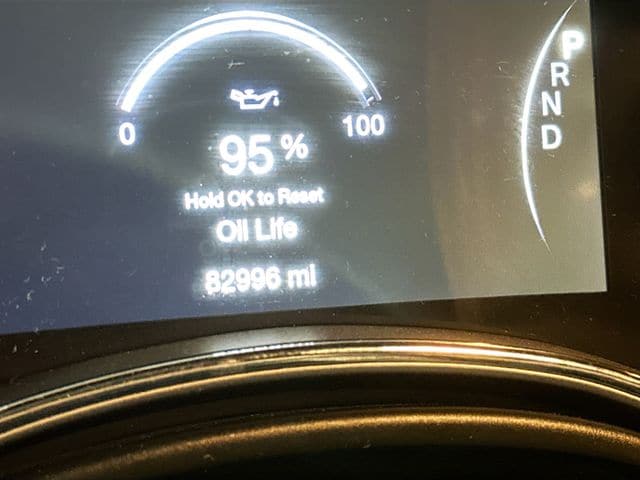 P
R
N
D
0
100
95 %
Hold OK to Reset
Oil Life
82996 mi